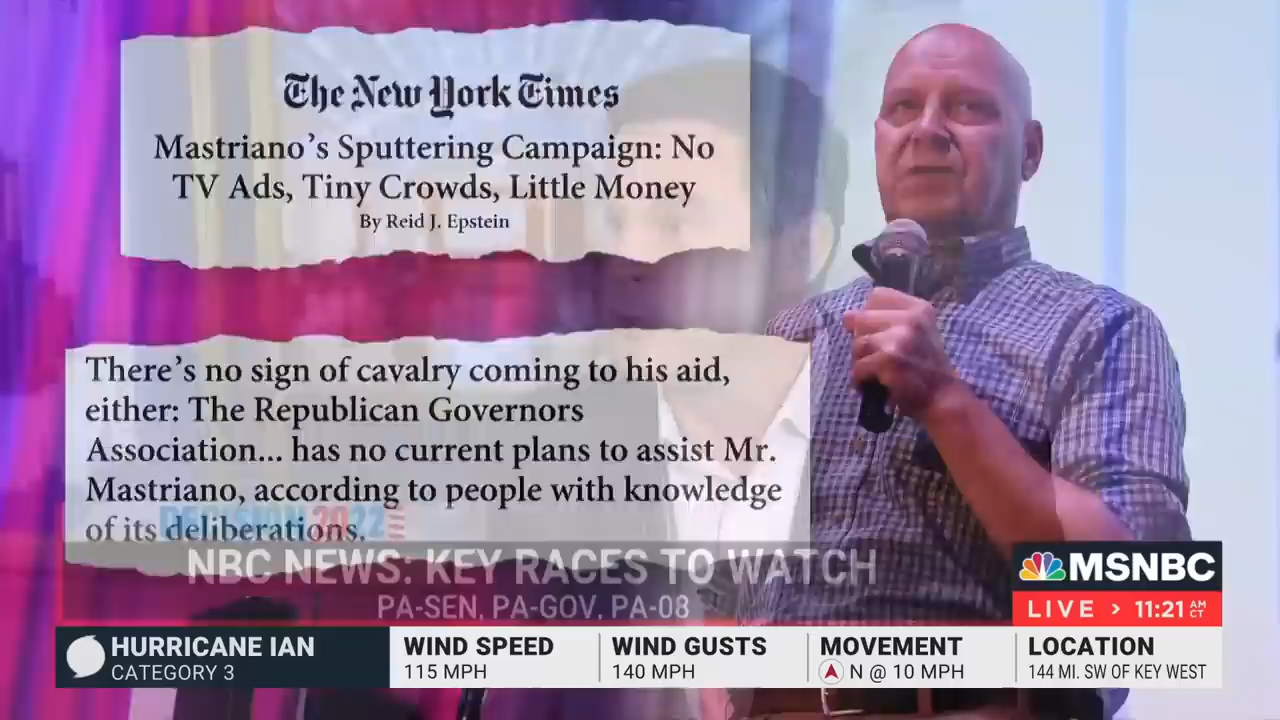 The New York Times
Mastriano's Sputtering Campaign: No
TV Ads, Tiny Crowds, Little Money
By Reid J. Epstein
There's no sign of cavalry coming to his aid,
either: The Republican Governors
Association... has no current plans to assist Mr.
Mastriano, according to people with knowledge
of its deliberations.
DECISION 2022
NBC NEWS: KEY RACES TO WATCH
PA-SEN, PA-GOV, PA-08
MSNBC
LIVE > 11:21 AM CT
HURRICANE IAN
CATEGORY 3
WIND SPEED
115 MPH
WIND GUSTS
140 MPH
MOVEMENT
N @ 10 MPH
LOCATION
144 MI. SW OF KEY WEST